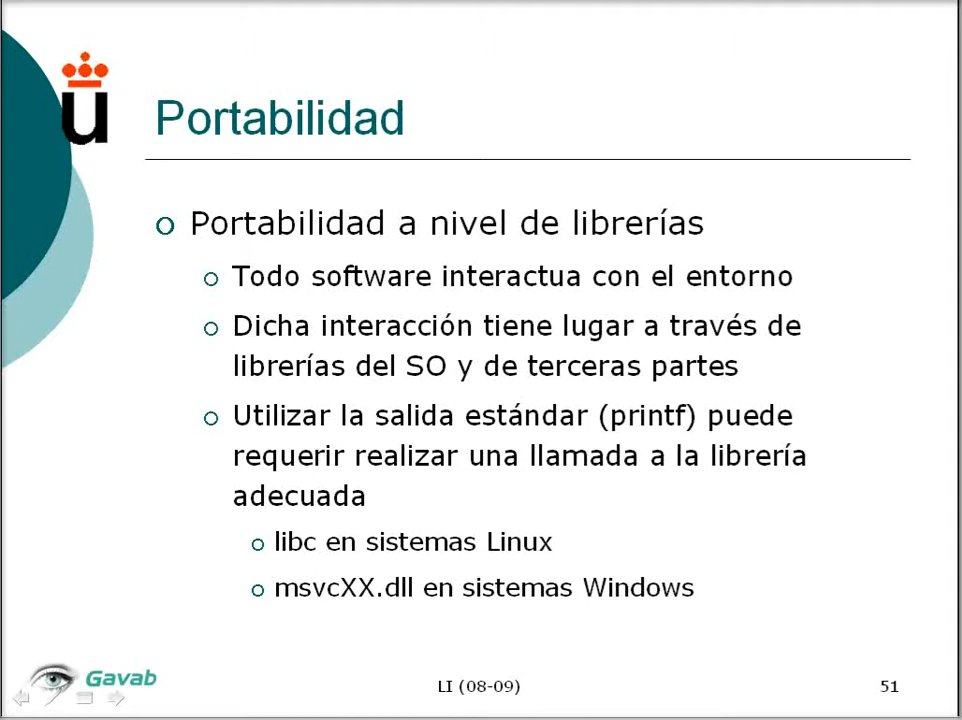 Portabilidad
Portabilidad a nivel de librerías
Todo software interactua con el entorno
Dicha interacción tiene lugar a través de
librerías del SO y de terceras partes
Utilizar la salida estándar (printf) puede
requerir realizar una llamada a la librería
adecuada
libc en sistemas Linux
msvcXX.dll en sistemas Windows
Gavab
LI (08-09)
51